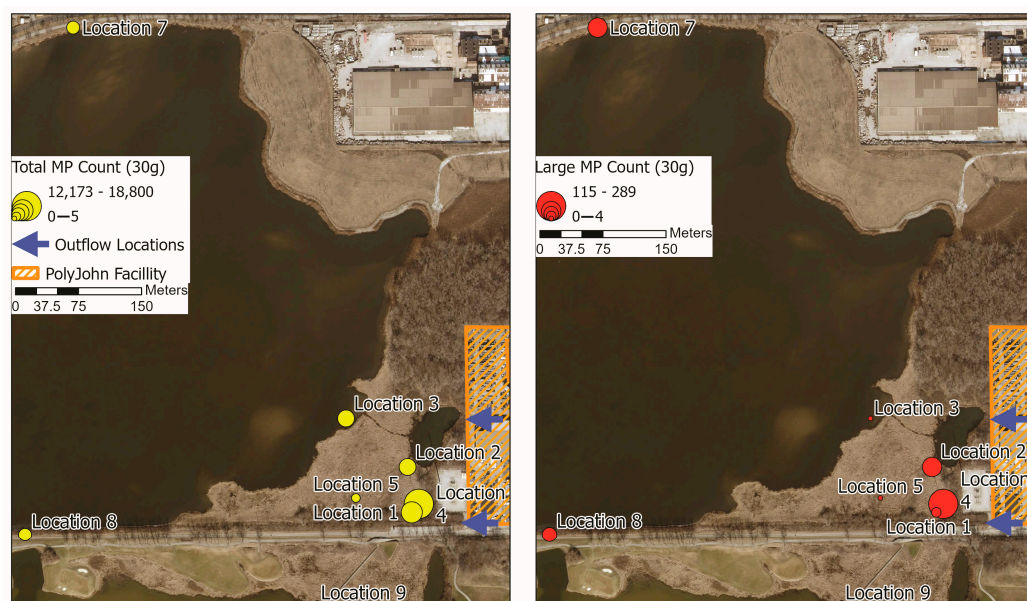 Location 7
Total MP Count (30g)
12,173 - 18,800
0—5
Outflow Locations
PolyJohn Facillity
Meters
0 37.5 75 150
Location 3
Location 2
Location 5
Location
4
Location 1
Location 8
Location 9
Location 7
Large MP Count (30g)
115 - 289
0—4
Meters
0 37.5 75 150
Location 3
Location 2
Location 5
Location
4
Location 1
Location 8
Location 9